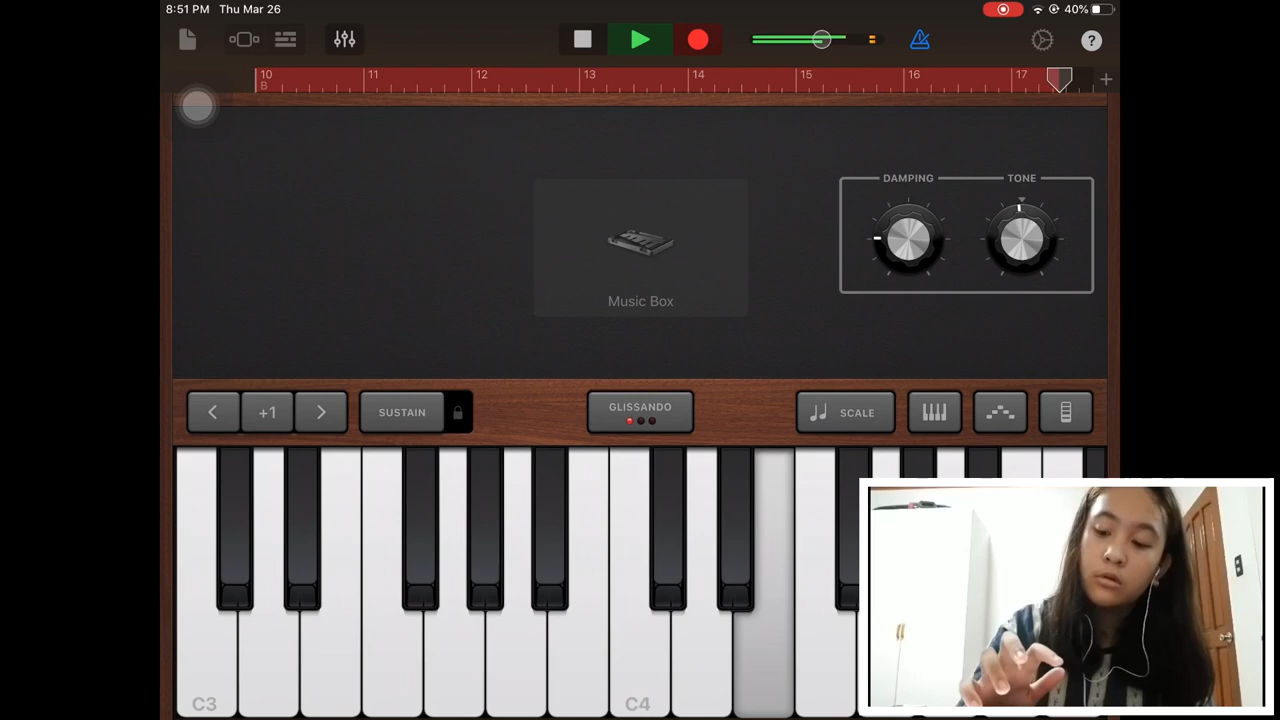 8:51 PM Thu Mar 26 40%
?
10 11 12 13 14 15 16 17 +
B
DAMPING TONE
Music Box
< +1 > SUSTAIN GLISSANDO SCALE
C3 C4